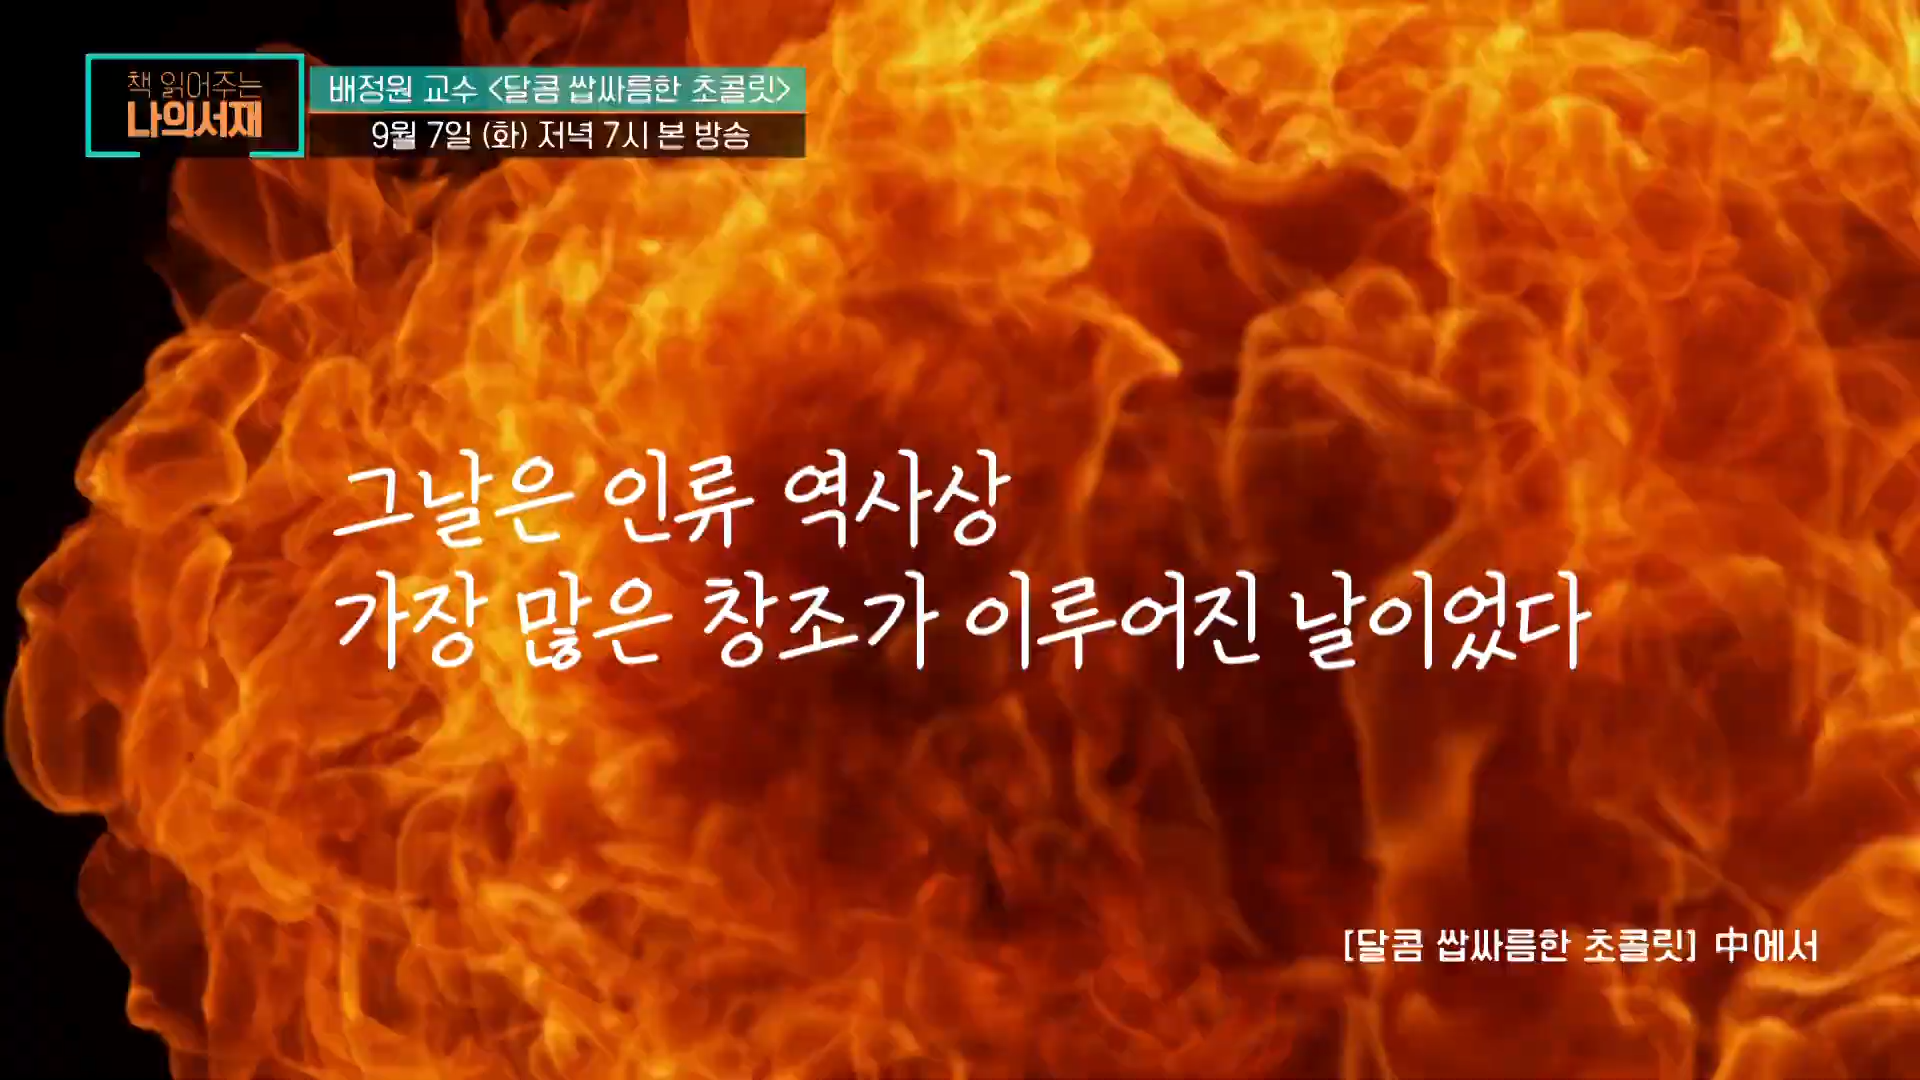 책 읽어주는
나의서재
배정원 교수 <달콤 쌉싸름한 초콜릿>
9월 7일 (화) 저녁 7시 본 방송
그날은 인류 역사상
가장 많은 창조가 이루어진 날이었다
[달콤 쌉싸름한 초콜릿] 中에서